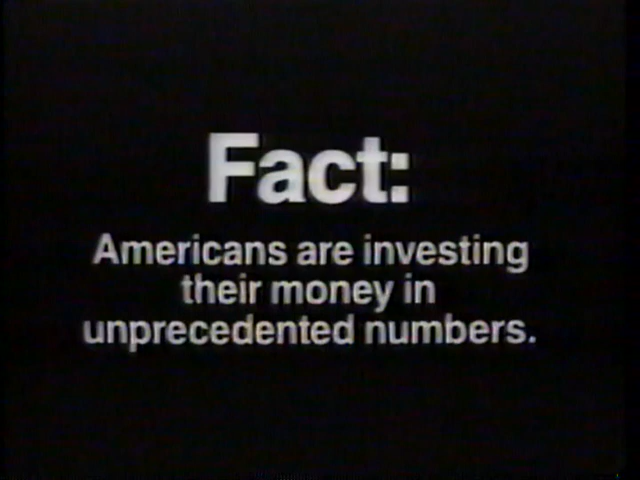 Fact:
Americans are investing
their money in
unprecedented numbers.